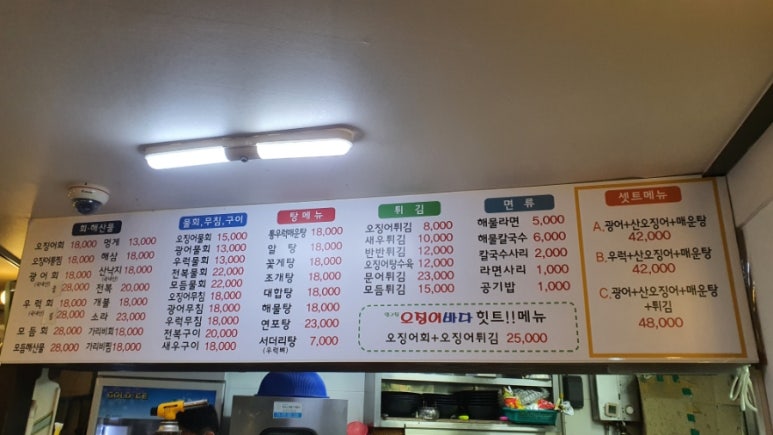 회·해산물
오징어회 18,000 멍게 13,000
오징어통찜 18,000 해삼 18,000
광어회 18,000 신낙지 18,000
28,000 전복 20,000
우럭회 18,000 개불 18,000
28,000 소라 23,000
모듬회 28,000 가리비회 18,000
모듬해산물 28,000 가리비찜 18,000
물회,무침,구이
오징어물회 15,000
광어물회 13,000
우럭물회 13,000
전복물회 22,000
모듬물회 22,000
오징어무침 18,000
광어무침 18,000
우럭무침 18,000
전복구이 20,000
새우구이 18,000
탕메뉴
통우럭매운탕 18,000
알탕 18,000
꽃게탕 18,000
조개탕 18,000
대합탕 18,000
해물탕 18,000
연포탕 23,000
서더리탕 7,000
(우럭뼈)
튀김
오징어튀김 8,000
새우튀김 10,000
반반튀김 12,000
오징어탕수육 12,000
문어튀김 23,000
모듬튀김 15,000
면류
해물라면 5,000
해물칼국수 6,000
칼국수사리 2,000
라면사리 1,000
공기밥 1,000
오징어바다 힛트!!메뉴
오징어회+오징어튀김 25,000
셋트메뉴
A.광어+산오징어+매운탕
42,000
B.우럭+산오징어+매운탕
42,000
C.광어+산오징어+매운탕
+튀김
48,000